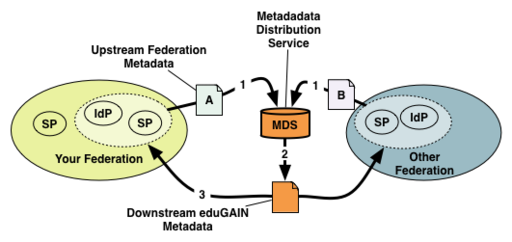 Metadadata
Distribution
Service
Upstream Federation
Metadata
A
1
1
B
IdP
SP
SP
Your Federation
MDS
2
SP
IdP
Other
Federation
3
Downstream eduGAIN
Metadata